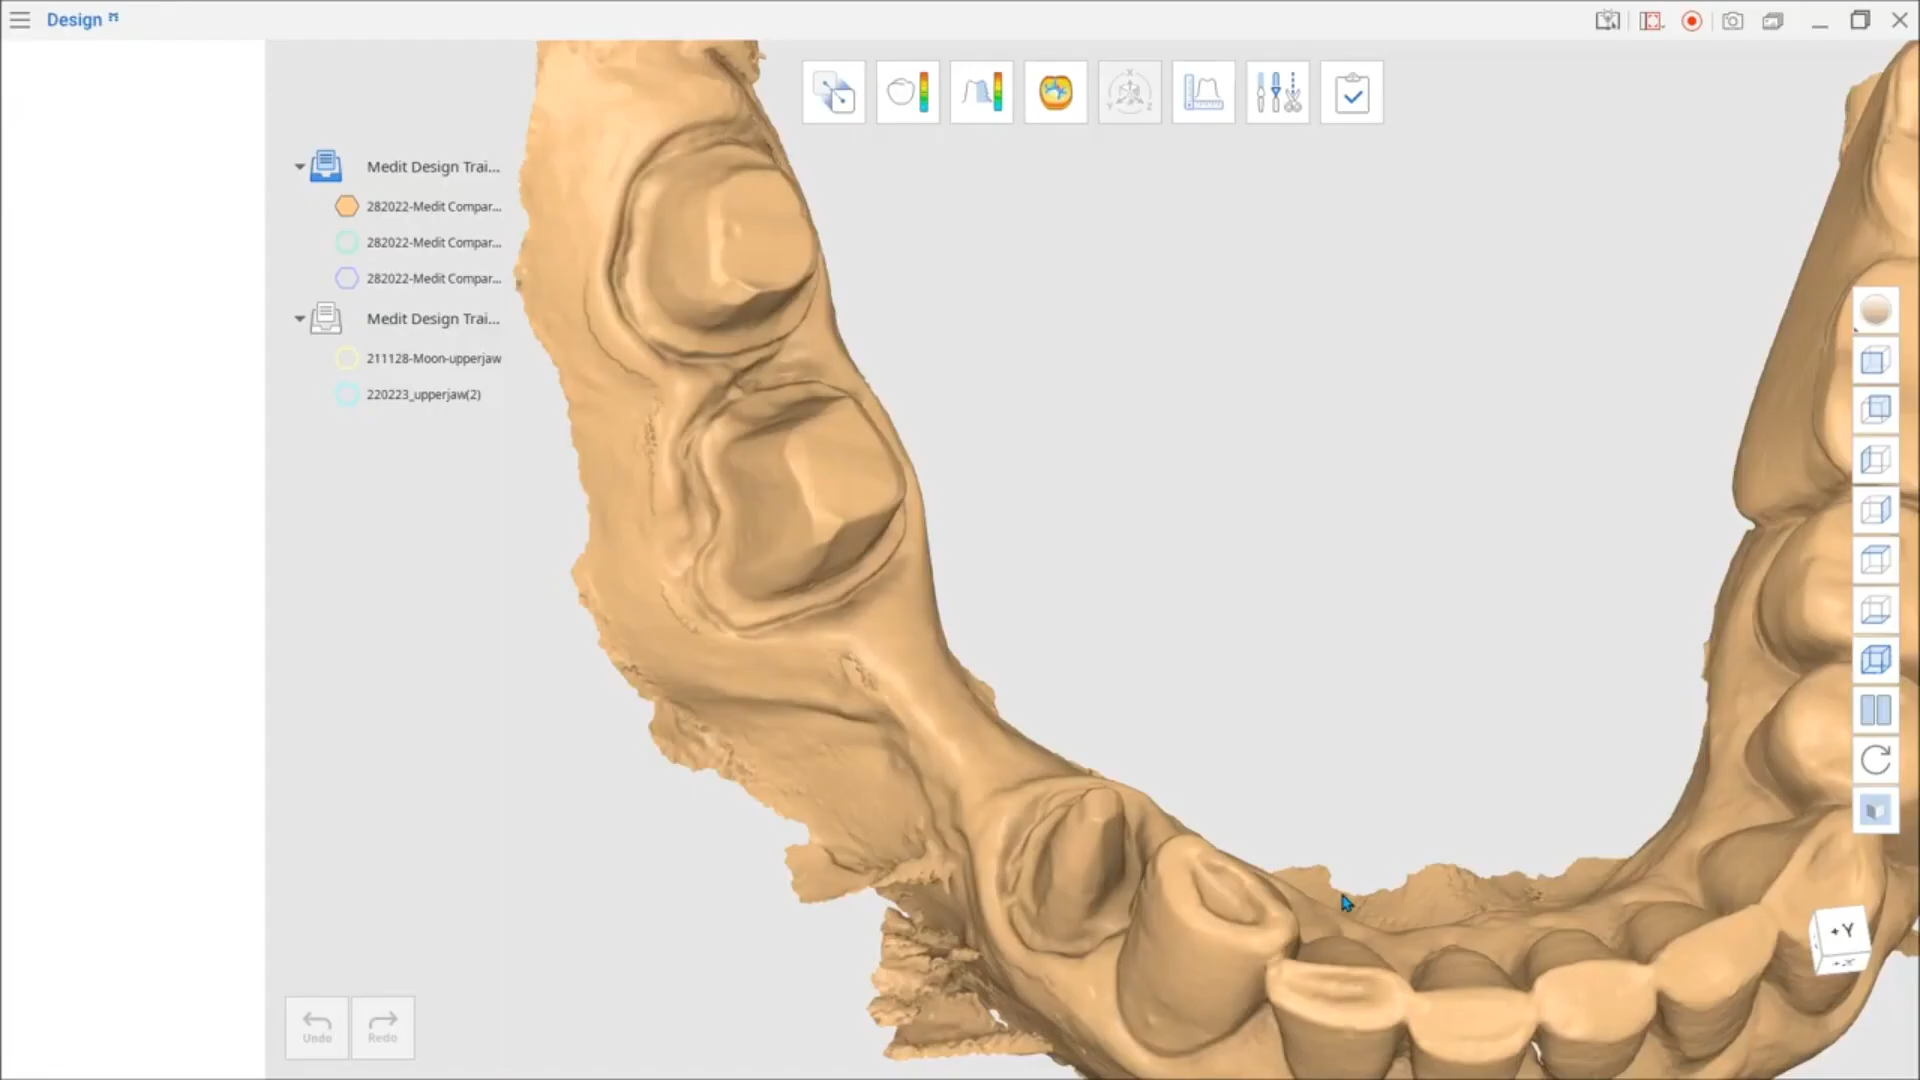 Design
Medit Design Trai...
282022-Medit Compar...
282022-Medit Compar...
282022-Medit Compar...
Medit Design Trai...
211128-Moon-upperjaw
220223_upperjaw(2)
X
Y
Z
+Y
Undo
Redo